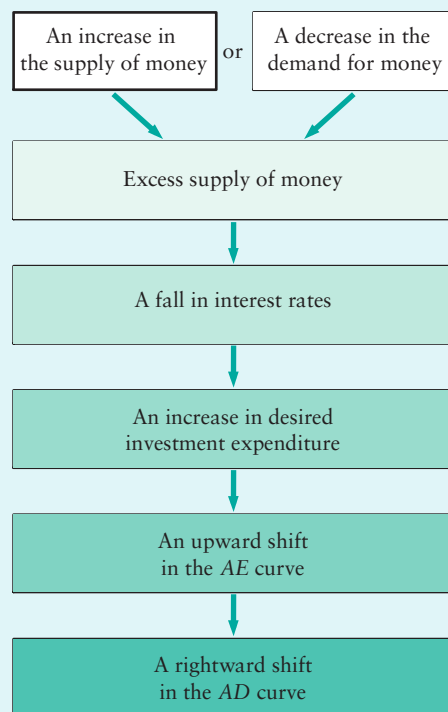 An increase in
the supply of money
or
A decrease in the
demand for money
Excess supply of money
A fall in interest rates
An increase in desired
investment expenditure
An upward shift
in the AE curve
A rightward shift
in the AD curve